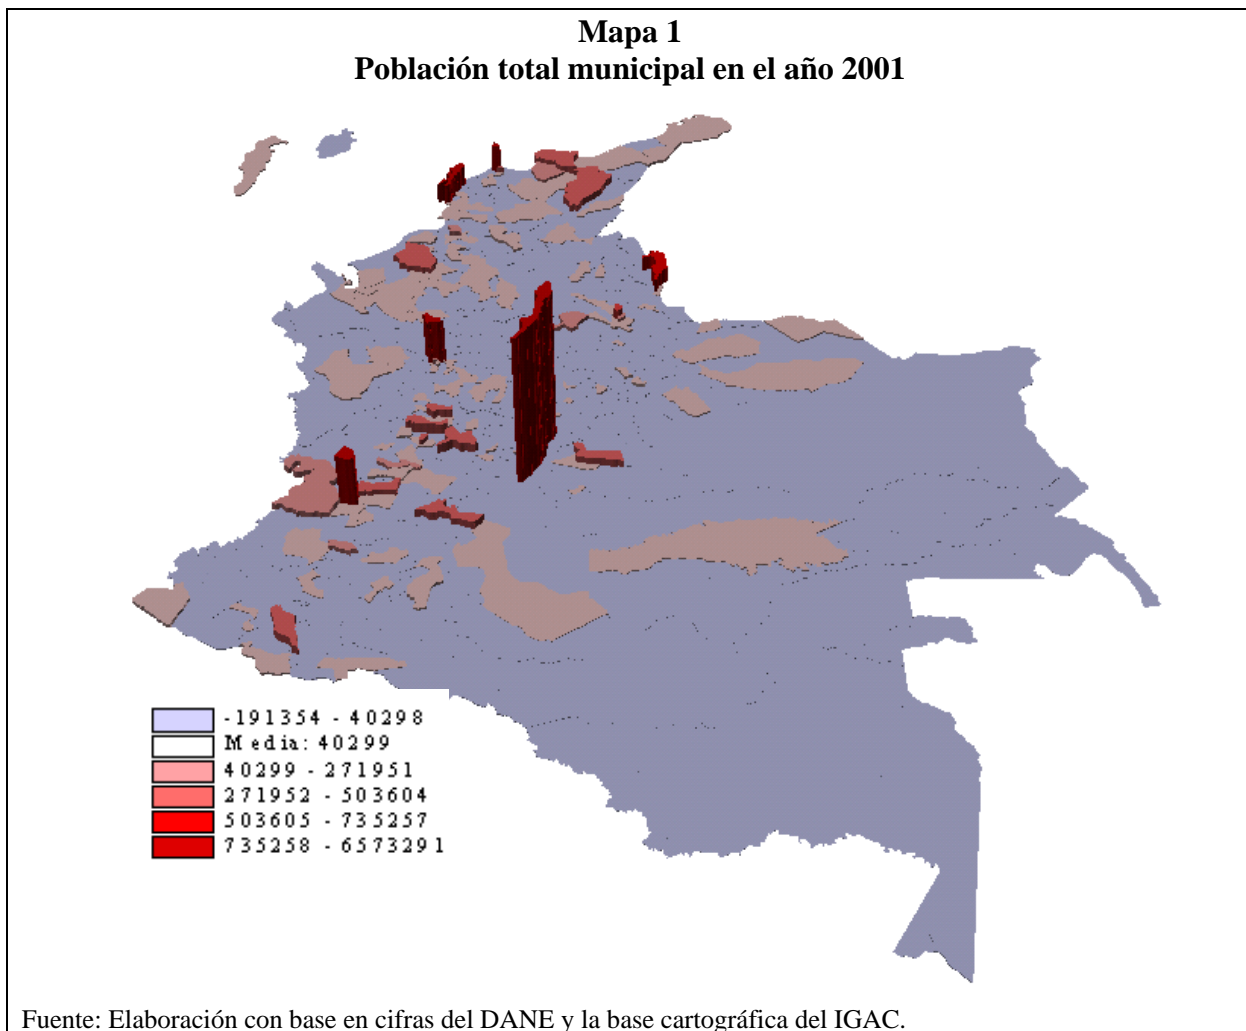 Mapa 1
Población total municipal en el año 2001
-191354 - 40298
Media: 40299
40299 - 271951
271952 - 503604
503605 - 735257
735258 - 6573291
Fuente: Elaboración con base en cifras del DANE y la base cartográfica del IGAC.